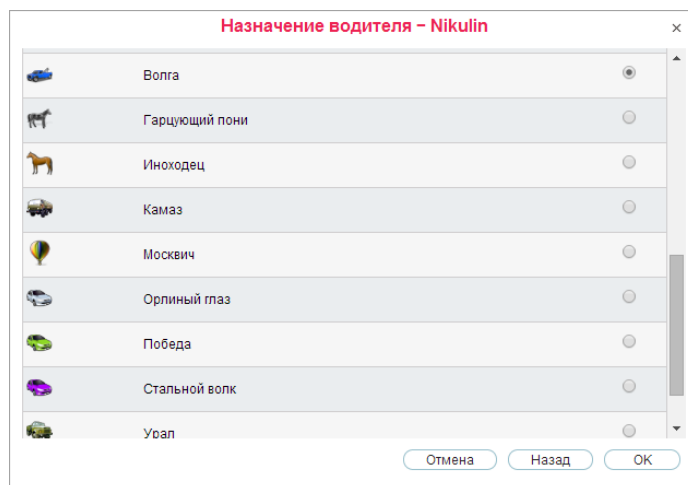 Назначение водителя – Nikulin
×
Волга
Гарцующий пони
Иноходец
Камаз
Москвич
Орлиный глаз
Победа
Стальной волк
Урал
Отмена
Назад
OK